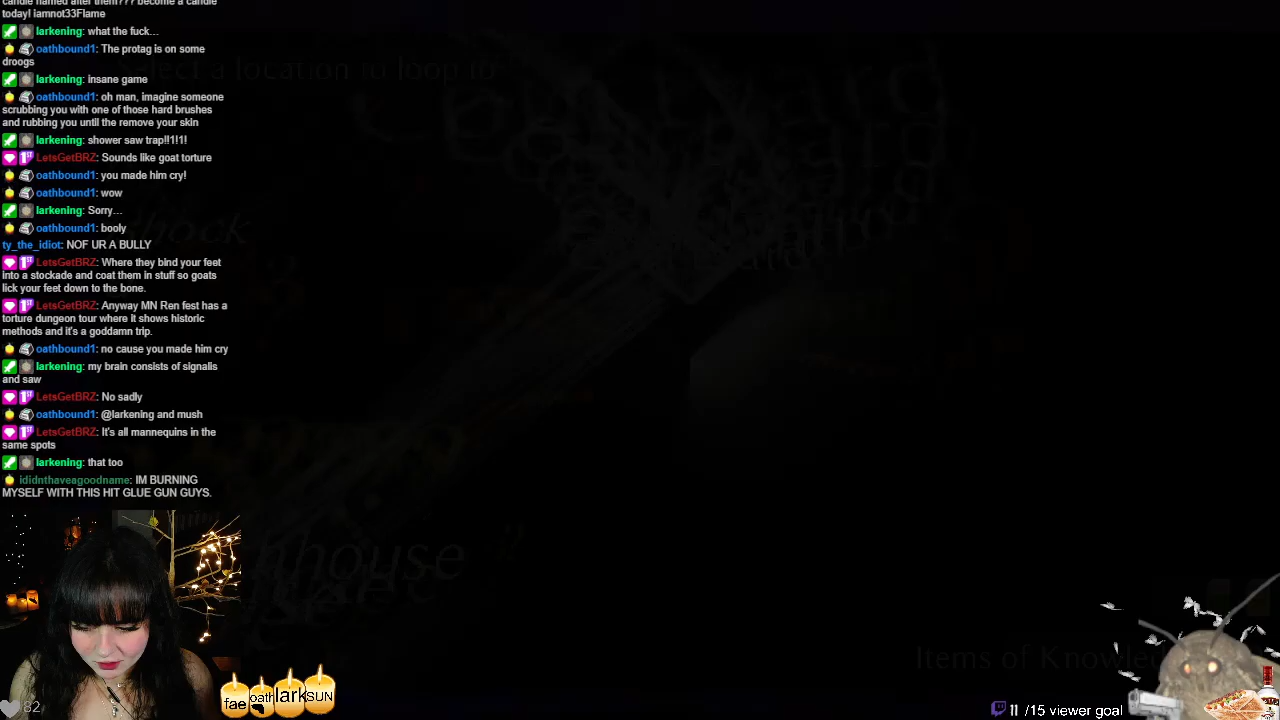 candle named after them??? become a candle
today! iamnot33Flame
larkening: what the fuck...
oathbound1: The protag is on some
droogs
larkening: insane game
oathbound1: oh man, imagine someone
scrubbing you with one of those hard brushes
and rubbing you until the remove your skin
larkening: shower saw trap!!1!1!
LetsGetBRZ: Sounds like goat torture
oathbound1: you made him cry!
oathbound1: wow
larkening: Sorry...
oathbound1: booly
ty_the_idiot: NOF UR A BULLY
LetsGetBRZ: Where they bind your feet
into a stockade and coat them in stuff so goats
lick your feet down to the bone.
LetsGetBRZ: Anyway MN Ren fest has a
torture dungeon tour where it shows historic
methods and it's a goddamn trip.
oathbound1: no cause you made him cry
larkening: my brain consists of signalis
and saw
LetsGetBRZ: No sadly
oathbound1: @larkening and mush
LetsGetBRZ: It's all mannequins in the
same spots
larkening: that too
ididnthaveagoodname: IM BURNING
MYSELF WITH THIS HIT GLUE GUN GUYS.
Select a location to loop to
house
Items of Knowle
fae oath lark SUN
82
11 /15 viewer goal